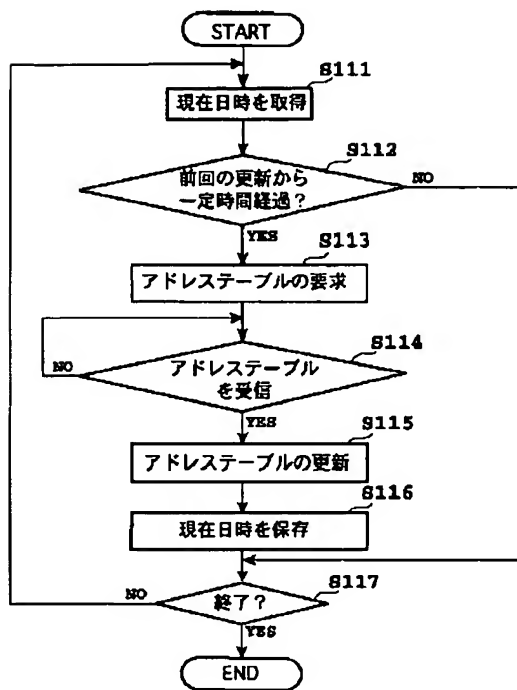 START
S111
現在日時を取得
S112
前回の更新から
一定時間経過？
NO
YES
S113
アドレステーブルの要求
S114
アドレステーブル
を受信
NO
YES
S115
アドレステーブルの更新
S116
現在日時を保存
S117
終了？
NO
YES
END